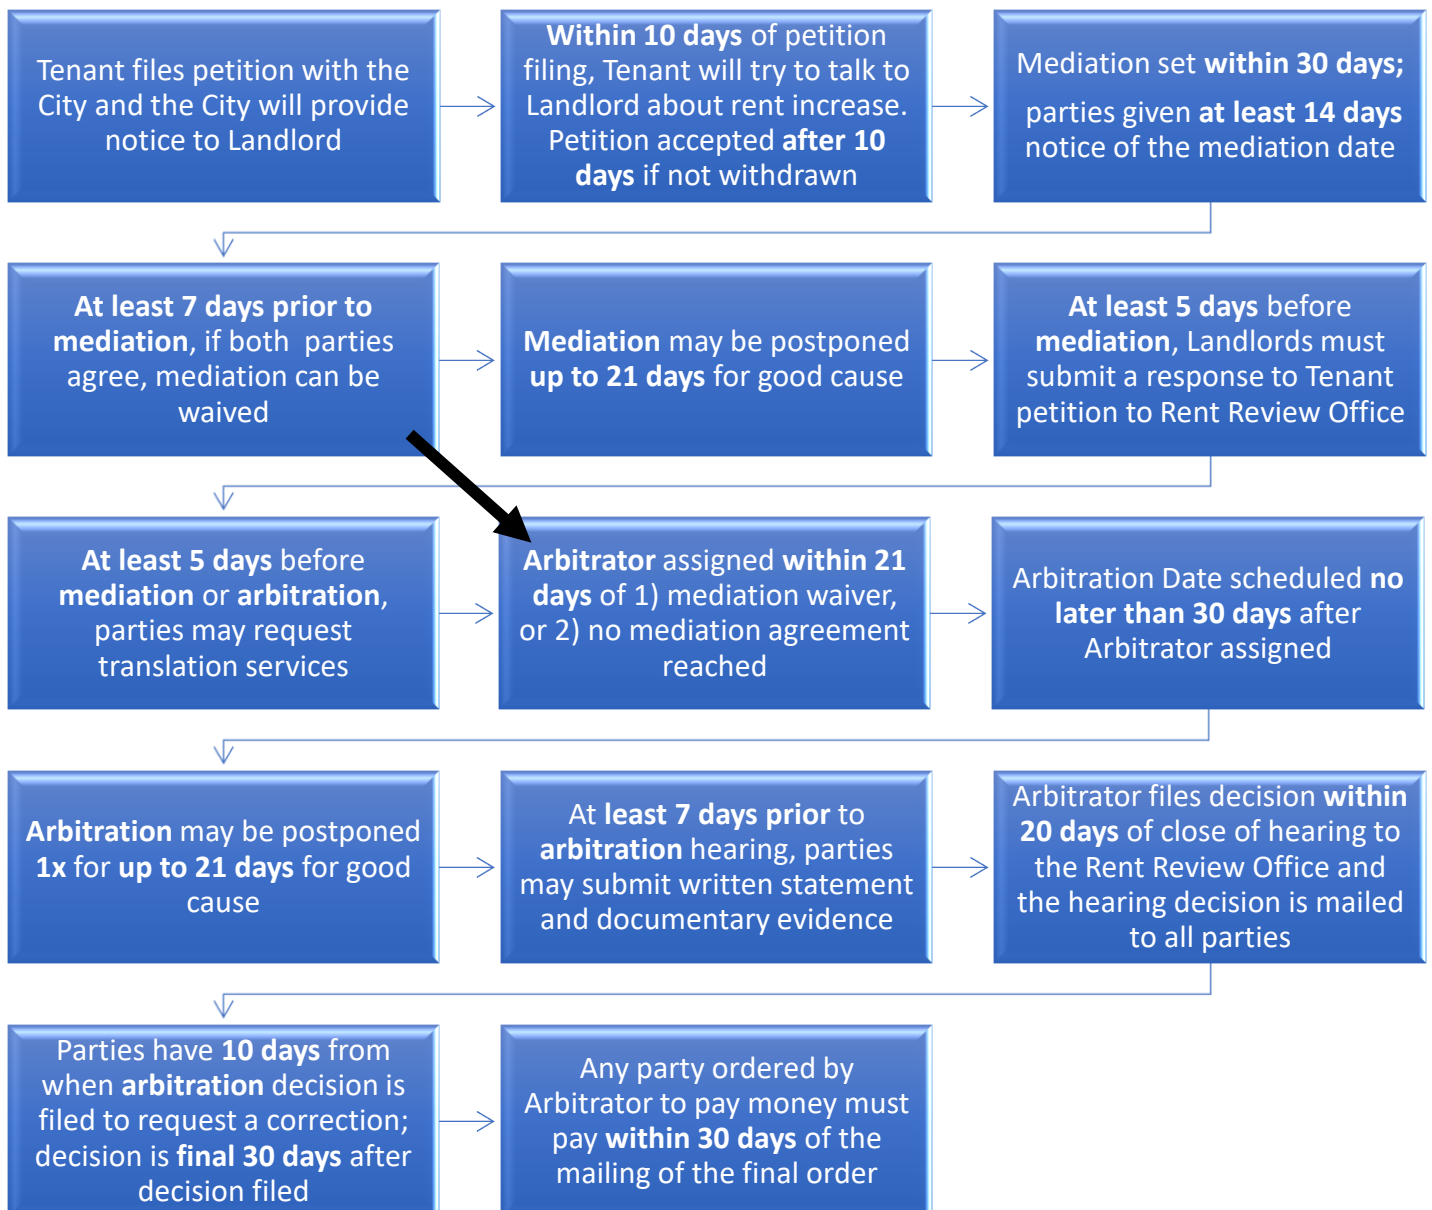 Tenant files petition with the
City and the City will provide
notice to Landlord
Within 10 days of petition
filing, Tenant will try to talk to
Landlord about rent increase.
Petition accepted after 10
days if not withdrawn
Mediation set within 30 days;
parties given at least 14 days
notice of the mediation date
At least 7 days prior to
mediation, if both parties
agree, mediation can be
waived
Mediation may be postponed
up to 21 days for good cause
At least 5 days before
mediation, Landlords must
submit a response to Tenant
petition to Rent Review Office
At least 5 days before
mediation or arbitration,
parties may request
translation services
Arbitrator assigned within 21
days of 1) mediation waiver,
or 2) no mediation agreement
reached
Arbitration Date scheduled no
later than 30 days after
Arbitrator assigned
Arbitration may be postponed
1x for up to 21 days for good
cause
At least 7 days prior to
arbitration hearing, parties
may submit written statement
and documentary evidence
Arbitrator files decision within
20 days of close of hearing to
the Rent Review Office and
the hearing decision is mailed
to all parties
Parties have 10 days from
when arbitration decision is
filed to request a correction;
decision is final 30 days after
decision filed
Any party ordered by
Arbitrator to pay money must
pay within 30 days of the
mailing of the final order